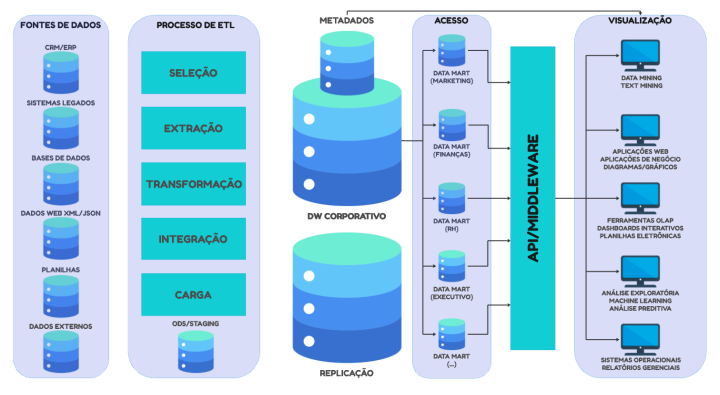 FONTES DE DADOS
CRM/ERP
SISTEMAS LEGADOS
BASES DE DADOS
DADOS WEB XML/JSON
PLANILHAS
DADOS EXTERNOS
PROCESSO DE ETL
SELEÇÃO
EXTRAÇÃO
TRANSFORMAÇÃO
INTEGRAÇÃO
CARGA
ODS/STAGING
METADADOS
DW CORPORATIVO
REPLICAÇÃO
ACESSO
DATA MART
(MARKETING)
DATA MART
(FINANÇAS)
DATA MART
(RH)
DATA MART
(EXECUTIVO)
DATA MART
(...)
API/MIDDLEWARE
VISUALIZAÇÃO
DATA MINING
TEXT MINING
APLICAÇÕES WEB
APLICAÇÕES DE NEGÓCIO
DIAGRAMAS/GRÁFICOS
FERRAMENTAS OLAP
DASHBOARDS INTERATIVOS
PLANILHAS ELETRÔNICAS
ANÁLISE EXPLORATÓRIA
MACHINE LEARNING
ANÁLISE PREDITIVA
SISTEMAS OPERACIONAIS
RELATÓRIOS GERENCIAIS